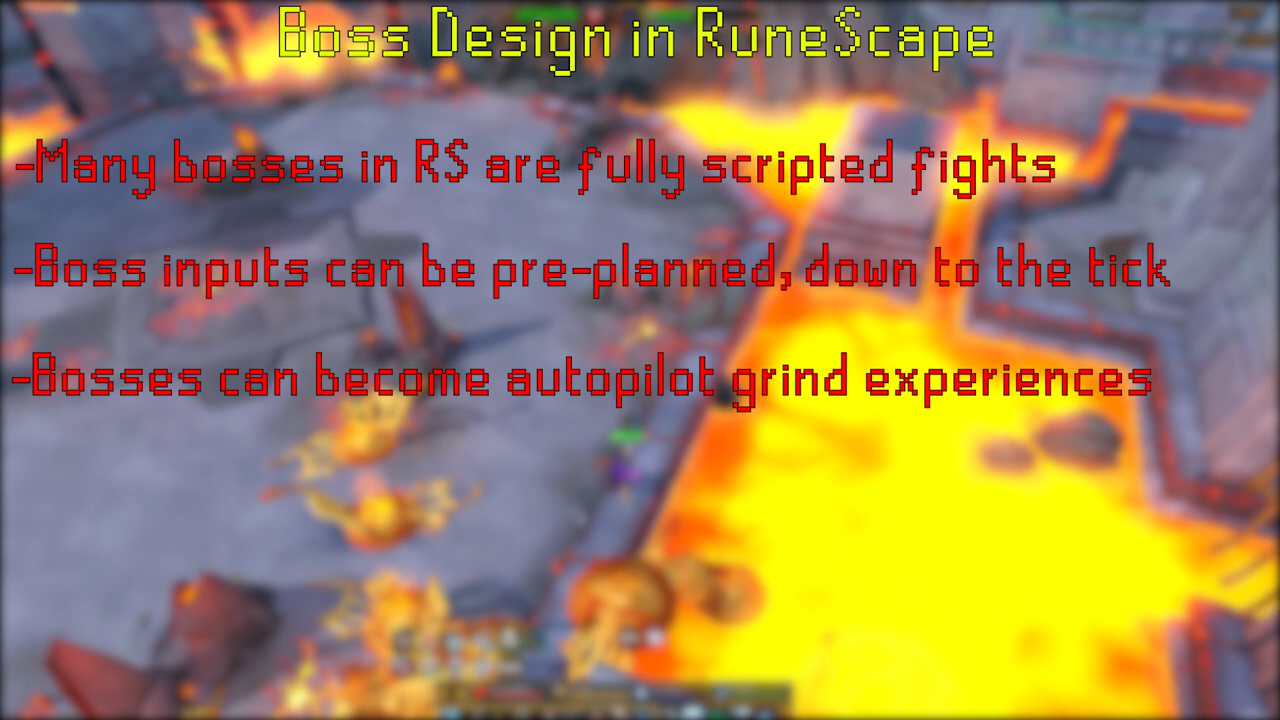 Boss Design in RuneScape
-Many bosses in RS are fully scripted fights
-Boss inputs can be pre-planned, down to the tick
-Bosses can become autopilot grind experiences